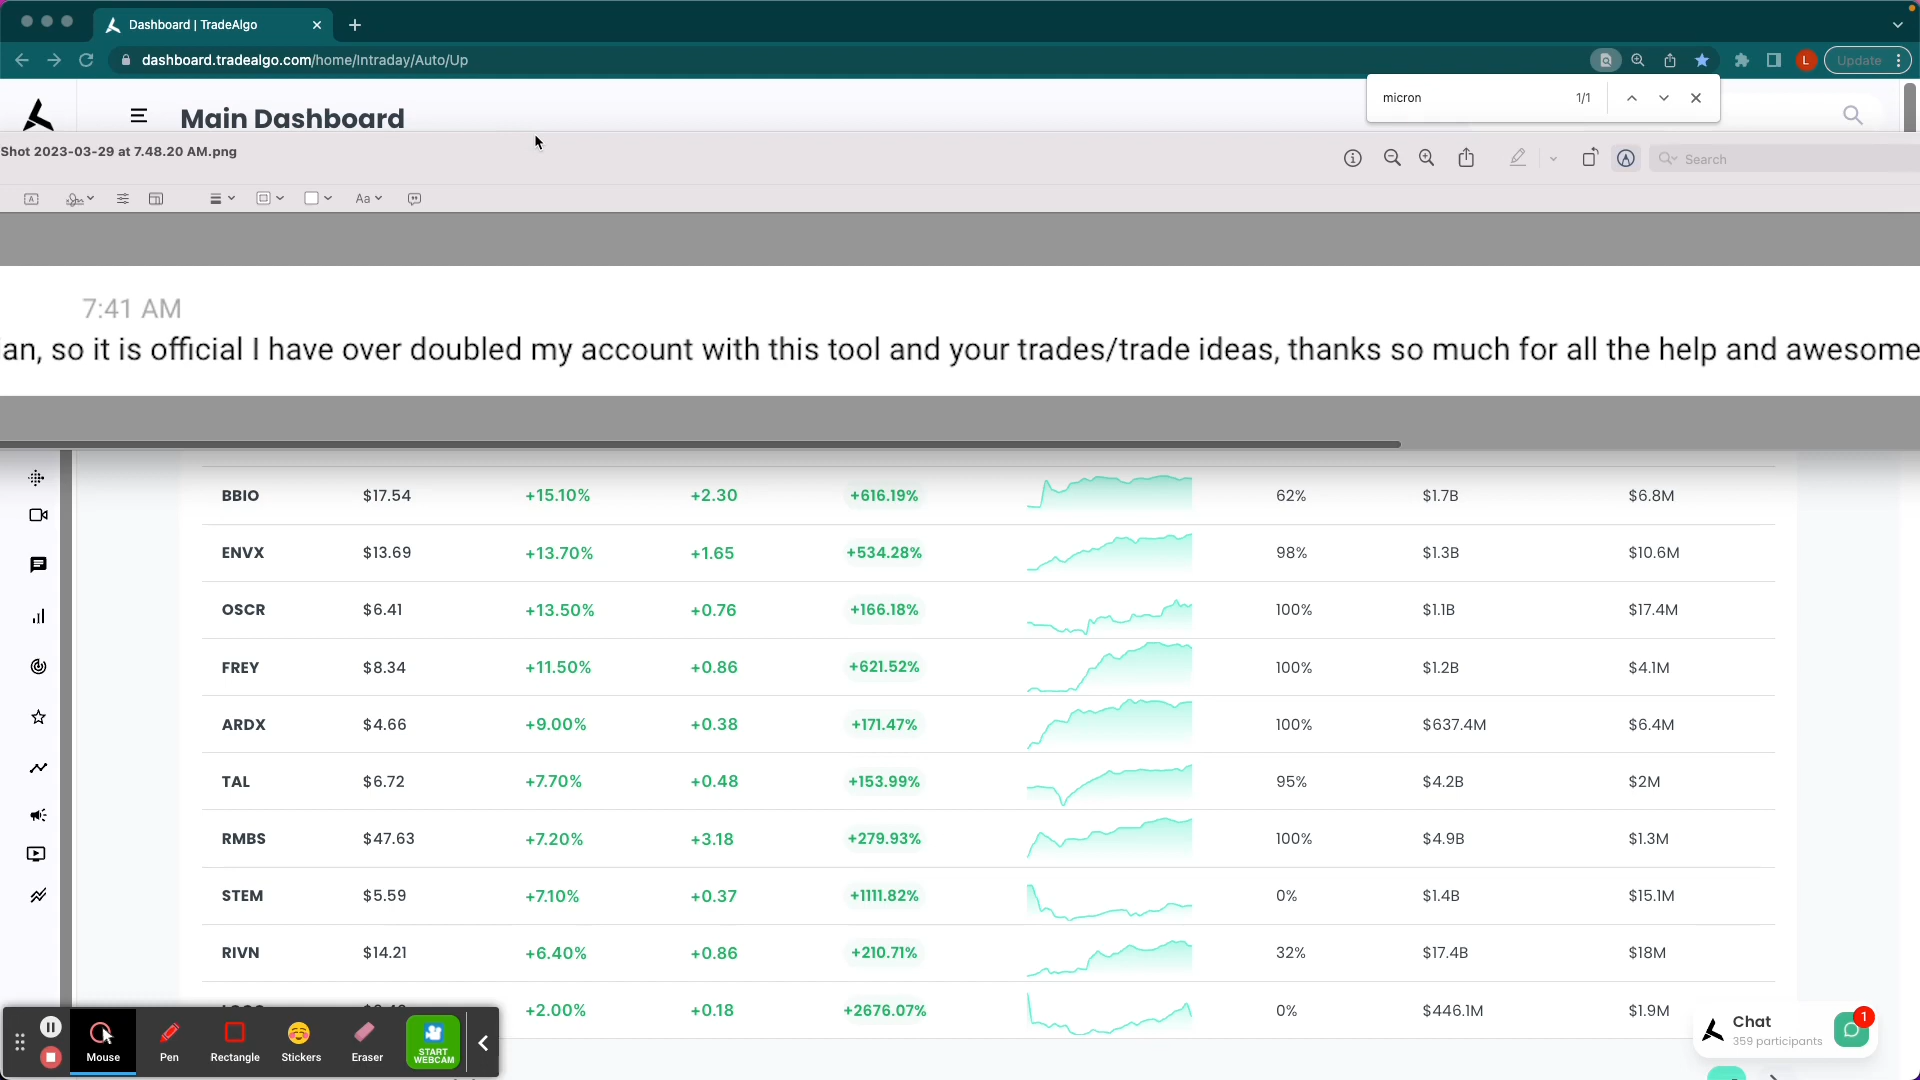 Dashboard | TradeAlgo
dashboard.tradealgo.com/home/Intraday/Auto/Up
L
Update
micron 1/1
Main Dashboard
Shot 2023-03-29 at 7.48.20 AM.png
Search
A
Aa
7:41 AM
an, so it is official I have over doubled my account with this tool and your trades/trade ideas, thanks so much for all the help and awesome
BBIO $17.54 +15.10% +2.30 +616.19% 62% $1.7B $6.8M
ENVX $13.69 +13.70% +1.65 +534.28% 98% $1.3B $10.6M
OSCR $6.41 +13.50% +0.76 +166.18% 100% $1.1B $17.4M
FREY $8.34 +11.50% +0.86 +621.52% 100% $1.2B $4.1M
ARDX $4.66 +9.00% +0.38 +171.47% 100% $637.4M $6.4M
TAL $6.72 +7.70% +0.48 +153.99% 95% $4.2B $2M
RMBS $47.63 +7.20% +3.18 +279.93% 100% $4.9B $1.3M
STEM $5.59 +7.10% +0.37 +1111.82% 0% $1.4B $15.1M
RIVN $14.21 +6.40% +0.86 +210.71% 32% $17.4B $18M
+2.00% +0.18 +2676.07% 0% $446.1M $1.9M
Mouse
Pen
Rectangle
Stickers
Eraser
START
WEBCAM
Chat
359 participants
1